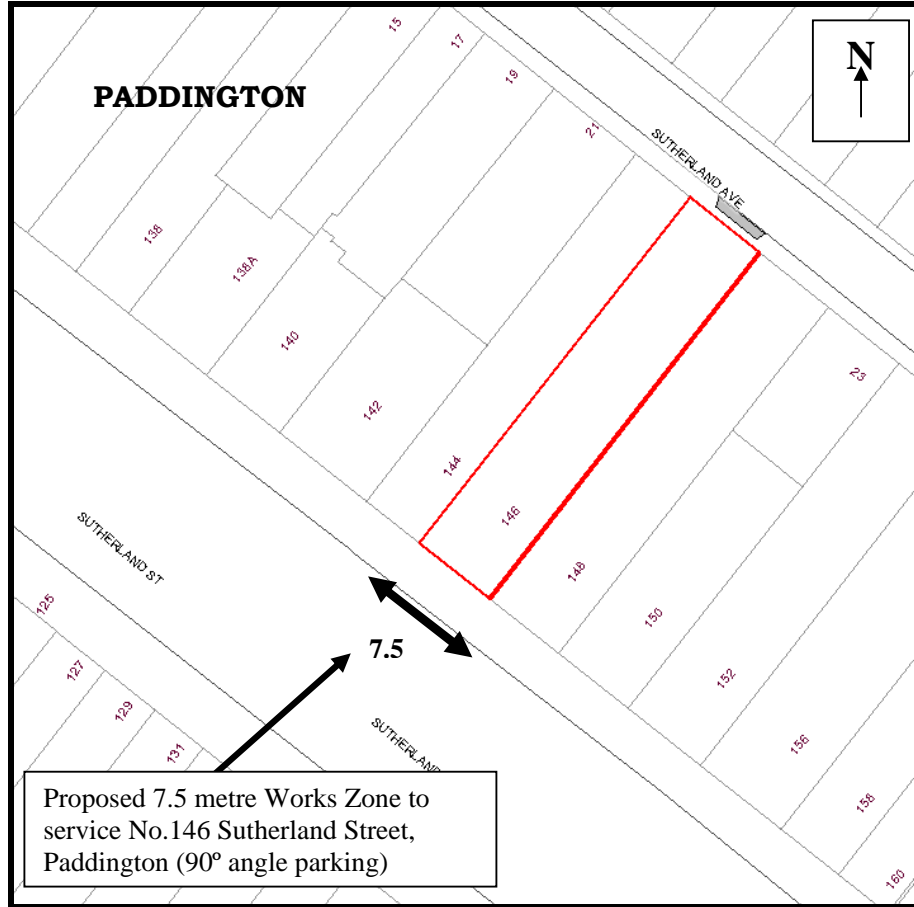 PADDINGTON
N
15
17
19
21
SUTHERLAND AVE
138
138A
140
142
144
146
148
23
150
152
156
158
160
SUTHERLAND ST
125
127
129
131
7.5
SUTHERLAND
Proposed 7.5 metre Works Zone to
service No.146 Sutherland Street,
Paddington (90º angle parking)